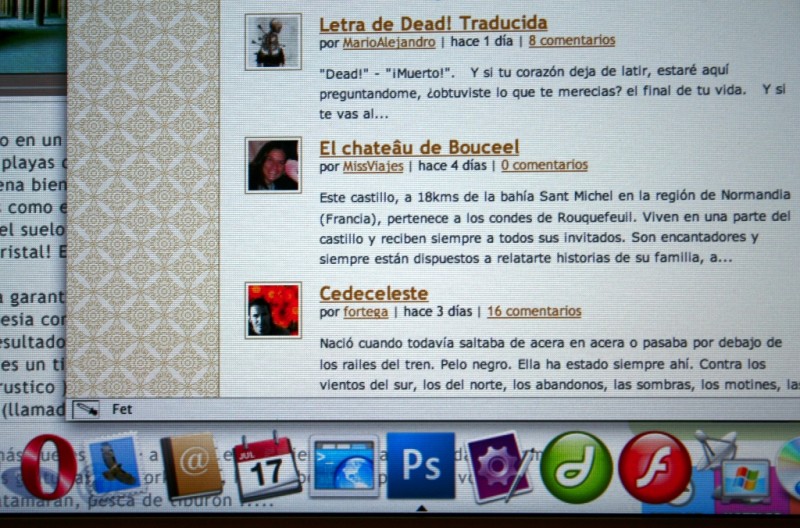 Letra de Dead! Traducida
por MarioAlejandro | hace 1 día | 8 comentarios
"Dead!" - "¡Muerto!". Y si tu corazón deja de latir, estaré aquí
preguntandome, ¿obtuviste lo que te merecias? el final de tu vida. Y si
te vas al...
El chateâu de Bouceel
por MissViajes | hace 4 días | 0 comentarios
Este castillo, a 18kms de la bahía Sant Michel en la región de Normandia
(Francia), pertenece a los condes de Rouquefeuil. Viven en una parte del
castillo y reciben siempre a todos sus invitados. Son encantadores y
siempre están dispuestos a relatarte historias de su familia, a...
Cedeceleste
por fortega | hace 3 días | 16 comentarios
Nació cuando todavía saltaba de acera en acera o pasaba por debajo de
los railes del tren. Pelo negro. Ella ha estado siempre ahí. Contra los
vientos del sur, los del norte, los abandonos, las sombras, los motines, las
o en un
playas
ena bien
s como e
el suelo
ristal! E
a garant
esia cor
esultado
es un ti
rustico )
(llamad
Fet
@
JUL
17
Ps
atamarán, pesca de tiburón